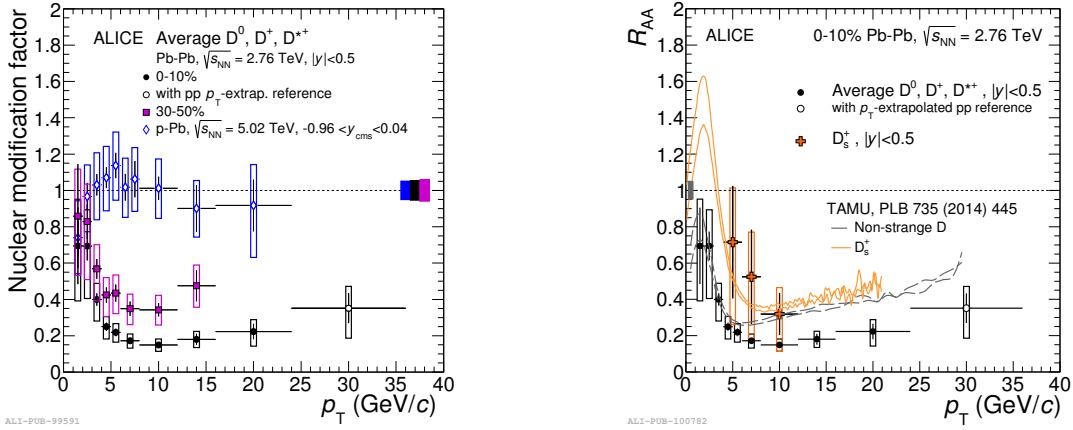 Nuclear modification factor
2
1.8
1.6
1.4
1.2
1
0.8
0.6
0.4
0.2
0
ALICE
Average D⁰, D⁺, D*⁺
Pb-Pb, √sNN = 2.76 TeV, |y|<0.5
0-10%
with pp pT-extrap. reference
30-50%
p-Pb, √sNN = 5.02 TeV, -0.96 <ycms<0.04
0 5 10 15 20 25 30 35 40
pT (GeV/c)
ALI-PUB-99591
RAA
2
1.8
1.6
1.4
1.2
1
0.8
0.6
0.4
0.2
0
ALICE
0-10% Pb-Pb, √sNN = 2.76 TeV
Average D⁰, D⁺, D*⁺ , |y|<0.5
with pT-extrapolated pp reference
Ds⁺ , |y|<0.5
TAMU, PLB 735 (2014) 445
Non-strange D
Ds⁺
0 5 10 15 20 25 30 35 40
pT (GeV/c)
ALI-PUB-100782